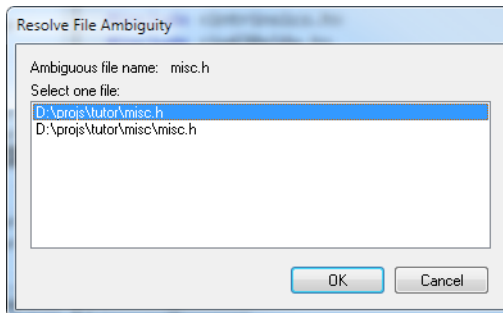 Resolve File Ambiguity
Ambiguous file name: misc.h
Select one file:
D:\projs\tutor\misc.h
D:\projs\tutor\misc\misc.h
OK Cancel